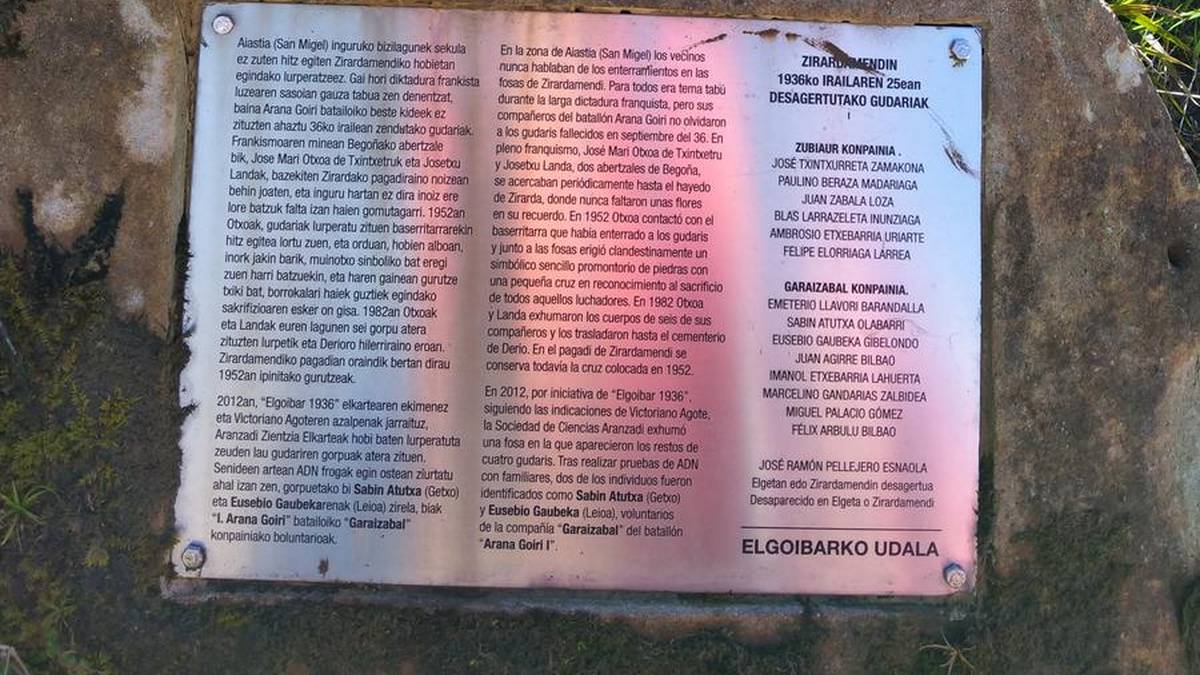 Aiastia (San Migel) inguruko bizilagunek sekula
ez zuten hitz egiten Zirardamendiko hobietan
egindako lurperatzeez. Gai hori diktadura frankista
luzearen sasoian gauza tabua zen denentzat,
baina Arana Goiri batailoiko beste kideek ez
zituzten ahaztu 36ko irailean zendutako gudariak.
Frankismoaren minean Begoñako abertzale
bik, Jose Mari Otxoa de Txintxetruk eta Josetxu
Landak, bazekiten Zirardako pagadiraino noizean
behin joaten, eta inguru hartan ez dira inoiz ere
lore batzuk falta izan haien gomutagarri. 1952an
Otxoak, gudariak lurperatu zituen baserritarrarekin
hitz egitea lortu zuen, eta orduan, hobien alboan,
inork jakin barik, muinotxo sinboliko bat eregi
zuen harri batzuekin, eta haren gainean gurutze
txiki bat, borrokalari haiek guztiek egindako
sakrifizioaren esker on gisa. 1982an Otxoak
eta Landak euren lagunen sei gorpu atera
zituzten lurpetik eta Derioro hilerriraino eroan.
Zirardamendiko pagadian oraindik bertan dirau
1952an ipinitako gurutzeak.
2012an, "Elgoibar 1936" elkartearen ekimenez
eta Victoriano Agoteren azalpenak jarraituz,
Aranzadi Zientzia Elkarteak hobi baten lurperatuta
zeuden lau gudariren gorpuak atera zituen.
Senideen artean ADN frogak egin ostean ziurtatu
ahal izan zen, gorpuetako bi Sabin Atutxa (Getxo)
eta Eusebio Gaubekarenak (Leioa) zirela, biak
"I. Arana Goiri" batailoiko "Garaizabal"
konpainiako boluntarioak.
En la zona de Aiastia (San Migel) los vecinos
nunca hablaban de los enterramientos en las
fosas de Zirardamendi. Para todos era tema tabú
durante la larga dictadura franquista, pero sus
compañeros del batallón Arana Goiri no olvidaron
a los gudaris fallecidos en septiembre del 36. En
pleno franquismo, José Mari Otxoa de Txintxetru
y Josetxu Landa, dos abertzales de Begoña,
se acercaban periódicamente hasta el hayedo
de Zirarda, donde nunca faltaron unas flores
en su recuerdo. En 1952 Otxoa contactó con el
baserritarra que había enterrado a los gudaris
y junto a las fosas erigió clandestinamente un
simbólico sencillo promontorio de piedras con
una pequeña cruz en reconocimiento al sacrificio
de todos aquellos luchadores. En 1982 Otxoa
y Landa exhumaron los cuerpos de seis de sus
compañeros y los trasladaron hasta el cementerio
de Derio. En el pagadi de Zirardamendi se
conserva todavía la cruz colocada en 1952.
En 2012, por iniciativa de "Elgoibar 1936",
siguiendo las indicaciones de Victoriano Agote,
la Sociedad de Ciencias Aranzadi exhumó
una fosa en la que aparecieron los restos de
cuatro gudaris. Tras realizar pruebas de ADN
con familiares, dos de los individuos fueron
identificados como Sabin Atutxa (Getxo)
y Eusebio Gaubeka (Leioa), voluntarios
de la compañía "Garaizabal" del batallón
"Arana Goiri I".
ZIRARDAMENDIN
1936ko IRAILAREN 25ean
DESAGERTUTAKO GUDARIAK
ZUBIAUR KONPAINIA.
JOSÉ TXINTXURRETA ZAMAKONA
PAULINO BERAZA MADARIAGA
JUAN ZABALA LOZA
BLAS LARRAZELETA INUNZIAGA
AMBROSIO ETXEBARRIA URIARTE
FELIPE ELORRIAGA LARREA
GARAIZABAL KONPAINIA.
EMETERIO LLAVORI BARANDALLA
SABIN ATUTXA OLABARRI
EUSEBIO GAUBEKA GIBELONDO
JUAN AGIRRE BILBAO
IMANOL ETXEBARRIA LAHUERTA
MARCELINO GANDARIAS ZALBIDEA
MIGUEL PALACIO GÓMEZ
FÉLIX ARBULU BILBAO
JOSÉ RAMÓN PELLEJERO ESNAOLA
Elgetan edo Zirardamendin desagertua
Desaparecido en Elgeta o Zirardamendi
ELGOIBARKO UDALA